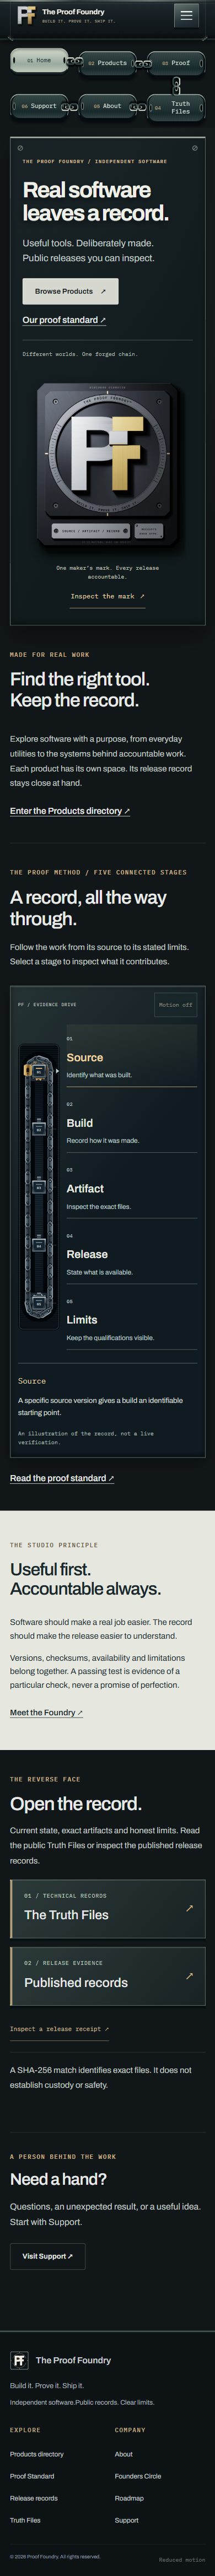 The Proof Foundry
BUILD IT. PROVE IT. SHIP IT.
01 Home
02 Products
03 Proof
06 Support
05 About
04 Truth
Files
THE PROOF FOUNDRY / INDEPENDENT SOFTWARE
Real software
leaves a record.
Useful tools. Deliberately made.
Public releases you can inspect.
Browse Products ↗
Our proof standard ↗
Different worlds. One forged chain.
PF
SOURCE / ARTIFACT / RECORD
One maker's mark. Every release
accountable.
Inspect the mark ↗
MADE FOR REAL WORK
Find the right tool.
Keep the record.
Explore software with a purpose, from everyday
utilities to the systems behind accountable work.
Each product has its own space. Its release record
stays close at hand.
Enter the Products directory ↗
THE PROOF METHOD / FIVE CONNECTED STAGES
A record, all the way
through.
Follow the work from its source to its stated limits.
Select a stage to inspect what it contributes.
PF / EVIDENCE DRIVE
Motion off
01
Source
Identify what was built.
02
Build
Record how it was made.
03
Artifact
Inspect the exact files.
04
Release
State what is available.
05
Limits
Keep the qualifications visible.
Source
A specific source version gives a build an identifiable
starting point.
An illustration of the record, not a live
verification.
Read the proof standard ↗
THE STUDIO PRINCIPLE
Useful first.
Accountable always.
Software should make a real job easier. The record
should make the release easier to understand.
Versions, checksums, availability and limitations
belong together. A passing test is evidence of a
particular check, never a promise of perfection.
Meet the Foundry ↗
THE REVERSE FACE
Open the record.
Current state, exact artifacts and honest limits. Read
the public Truth Files or inspect the published release
records.
01 / TECHNICAL RECORDS
The Truth Files ↗
02 / RELEASE EVIDENCE
Published records ↗
Inspect a release receipt ↗
A SHA-256 match identifies exact files. It does not
establish custody or safety.
A PERSON BEHIND THE WORK
Need a hand?
Questions, an unexpected result, or a useful idea.
Start with Support.
Visit Support ↗
The Proof Foundry
Build it. Prove it. Ship it.
Independent software. Public records. Clear limits.
EXPLORE
COMPANY
Products directory
About
Proof Standard
Founders Circle
Release records
Roadmap
Truth Files
Support
© 2026 Proof Foundry. All rights reserved.
Reduced motion